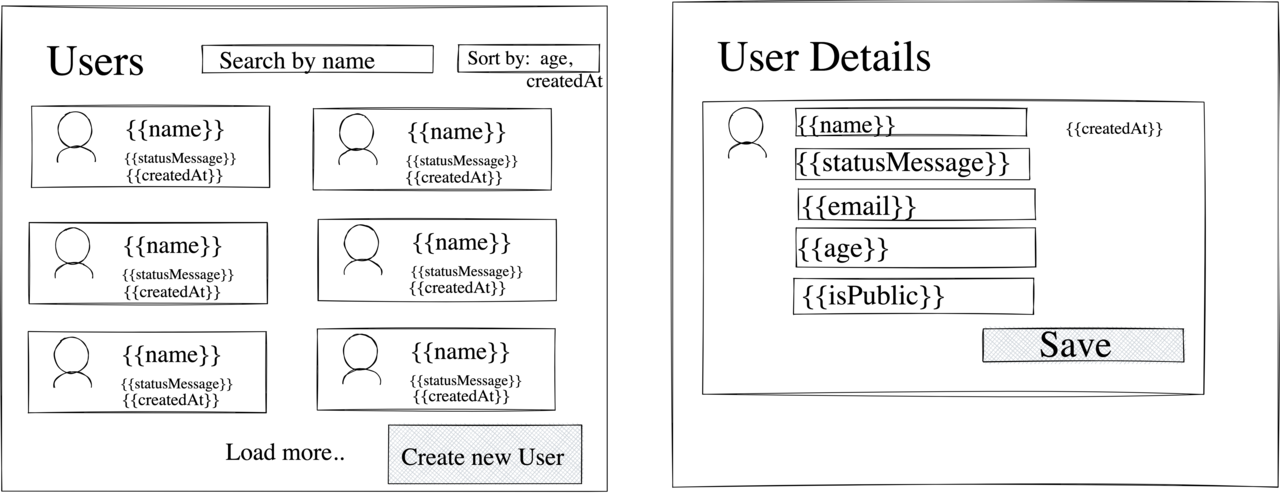 Users
Search by name
Sort by: age,
createdAt
{{name}}
{{statusMessage}}
{{createdAt}}
{{name}}
{{statusMessage}}
{{createdAt}}
{{name}}
{{statusMessage}}
{{createdAt}}
{{name}}
{{statusMessage}}
{{createdAt}}
{{name}}
{{statusMessage}}
{{createdAt}}
{{name}}
{{statusMessage}}
{{createdAt}}
Load more..
Create new User
User Details
{{name}}
{{createdAt}}
{{statusMessage}}
{{email}}
{{age}}
{{isPublic}}
Save